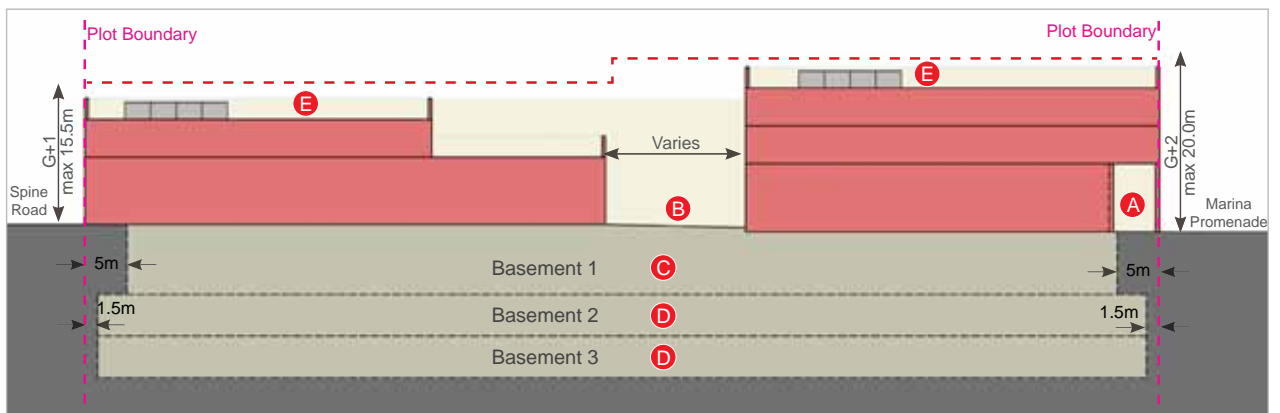 Plot Boundary
Plot Boundary
E
E
G+1
max 15.5m
Varies
G+2
max 20.0m
Spine
Road
B
A
Marina
Promenade
5m
Basement 1
C
5m
1.5m
Basement 2
D
1.5m
Basement 3
D